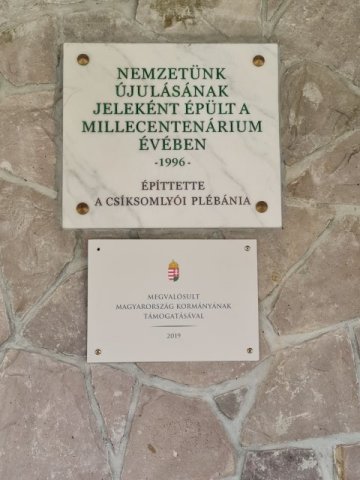 NEMZETÜNK
ÚJULÁSÁNAK
JELEKÉNT ÉPÜLT A
MILLECENTENÁRIUM
ÉVÉBEN
-1996-
ÉPÍTTETTE
A CSÍKSOMLYÓI PLÉBÁNIA
MEGVALÓSULT
MAGYARORSZÁG KORMÁNYÁNAK
TÁMOGATÁSÁVAL
2019